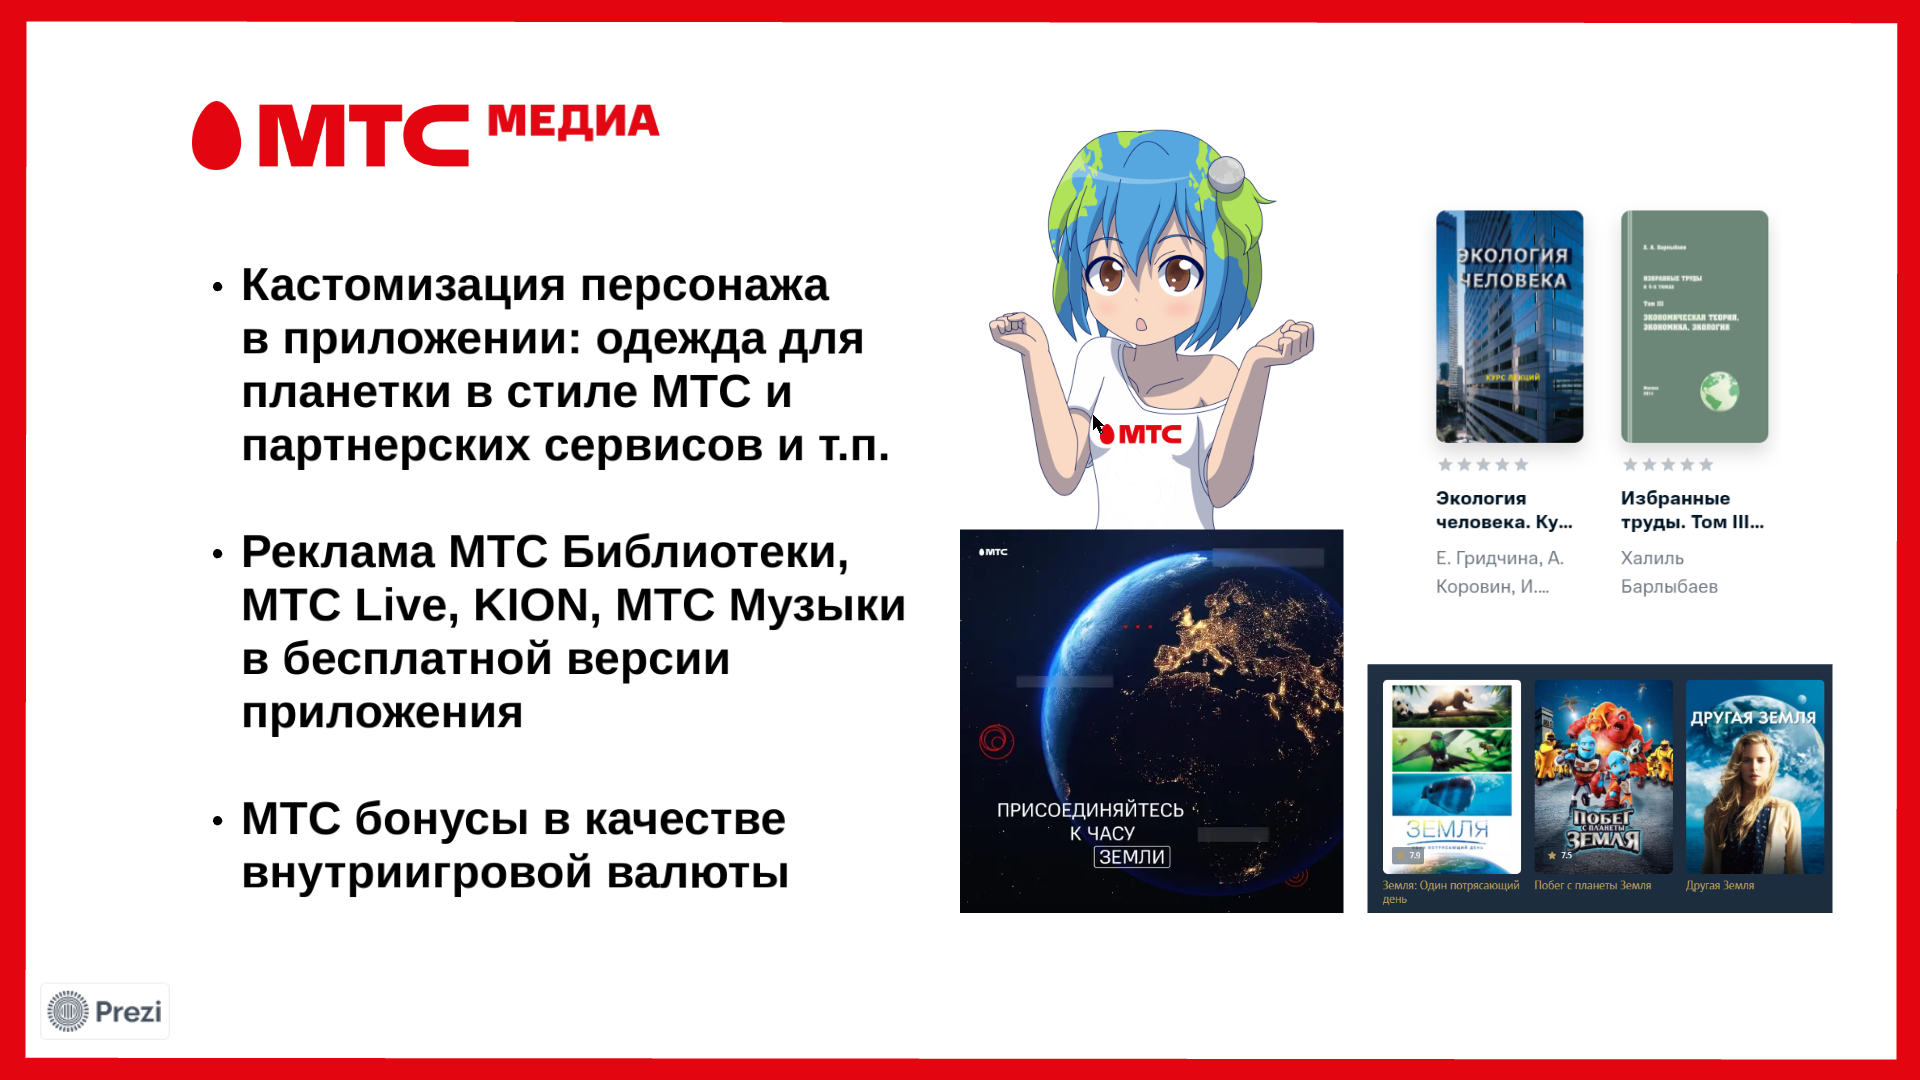 МТС МЕДИА
• Кастомизация персонажа
в приложении: одежда для
планетки в стиле МТС и
партнерских сервисов и т.п.
• Реклама МТС Библиотеки,
МТС Live, KION, МТС Музыки
в бесплатной версии
приложения
• МТС бонусы в качестве
внутриигровой валюты
МТС
МТС
ПРИСОЕДИНЯЙТЕСЬ
К ЧАСУ
ЗЕМЛИ
ЭКОЛОГИЯ
ЧЕЛОВЕКА
КУРС ЛЕКЦИЙ
Экология
человека. Ку...
Е. Гридчина, А.
Коровин, И....
ИЗБРАННЫЕ ТРУДЫ
Том III
ЭКОНОМИЧЕСКАЯ ТЕОРИЯ,
ЭКОНОМИКА, ЭКОЛОГИЯ
Избранные
труды. Том III...
Халиль
Барлыбаев
ЗЕМЛЯ
7.9
Земля: Один потрясающий
день
ПОБЕГ
С ПЛАНЕТЫ
ЗЕМЛЯ
7.5
Побег с планеты Земля
ДРУГАЯ ЗЕМЛЯ
Другая Земля
Prezi